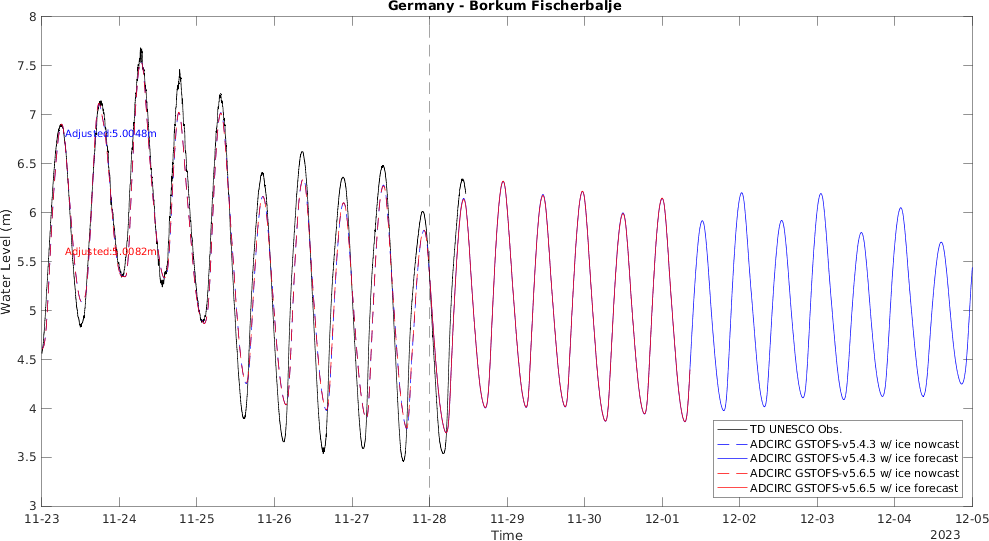 Germany - Borkum Fischerbalje
8
7.5
7
6.5
6
5.5
5
4.5
4
3.5
3
Water Level (m)
Adjusted:5.0048m
Adjusted:5.0082m
TD UNESCO Obs.
ADCIRC GSTOFS-v5.4.3 w/ ice nowcast
ADCIRC GSTOFS-v5.4.3 w/ ice forecast
ADCIRC GSTOFS-v5.6.5 w/ ice nowcast
ADCIRC GSTOFS-v5.6.5 w/ ice forecast
11-23 11-24 11-25 11-26 11-27 11-28 11-29 11-30 12-01 12-02 12-03 12-04 12-05
Time
2023